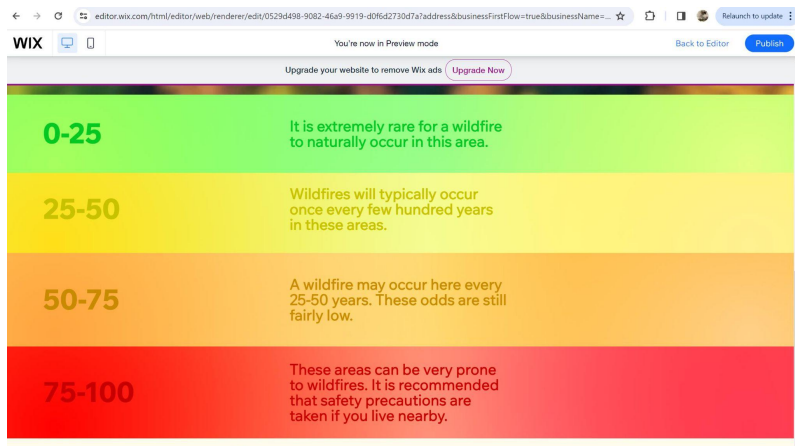 editor.wix.com/html/editor/web/renderer/edit/0529d498-9082-46a9-9919-d0f6d2730d7a?address&businessFirstFlow=true&businessName=...
Relaunch to update
WIX
You're now in Preview mode
Back to Editor
Publish
Upgrade your website to remove Wix ads
Upgrade Now
0-25
It is extremely rare for a wildfire
to naturally occur in this area.
25-50
Wildfires will typically occur
once every few hundred years
in these areas.
50-75
A wildfire may occur here every
25-50 years. These odds are still
fairly low.
75-100
These areas can be very prone
to wildfires. It is recommended
that safety precautions are
taken if you live nearby.